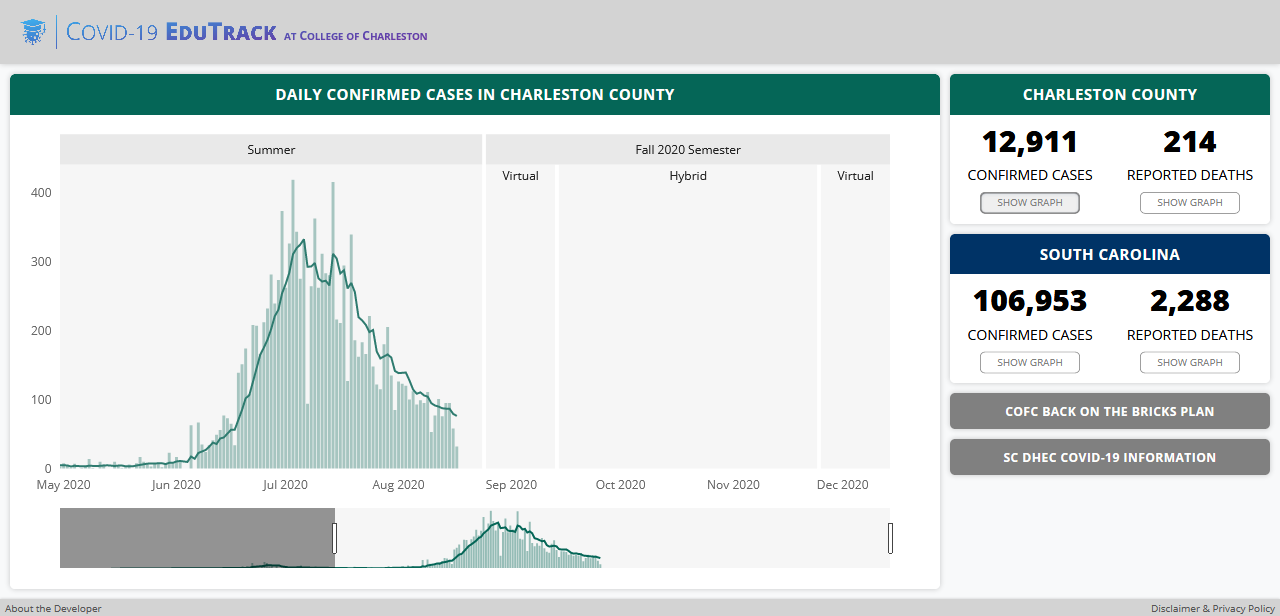 COVID-19 EDUTRACK AT COLLEGE OF CHARLESTON
DAILY CONFIRMED CASES IN CHARLESTON COUNTY
Summer
Fall 2020 Semester
Virtual
Hybrid
Virtual
400
300
200
100
0
May 2020
Jun 2020
Jul 2020
Aug 2020
Sep 2020
Oct 2020
Nov 2020
Dec 2020
CHARLESTON COUNTY
12,911
214
CONFIRMED CASES
REPORTED DEATHS
SHOW GRAPH
SHOW GRAPH
SOUTH CAROLINA
106,953
2,288
CONFIRMED CASES
REPORTED DEATHS
SHOW GRAPH
SHOW GRAPH
COFC BACK ON THE BRICKS PLAN
SC DHEC COVID-19 INFORMATION
About the Developer
Disclaimer & Privacy Policy